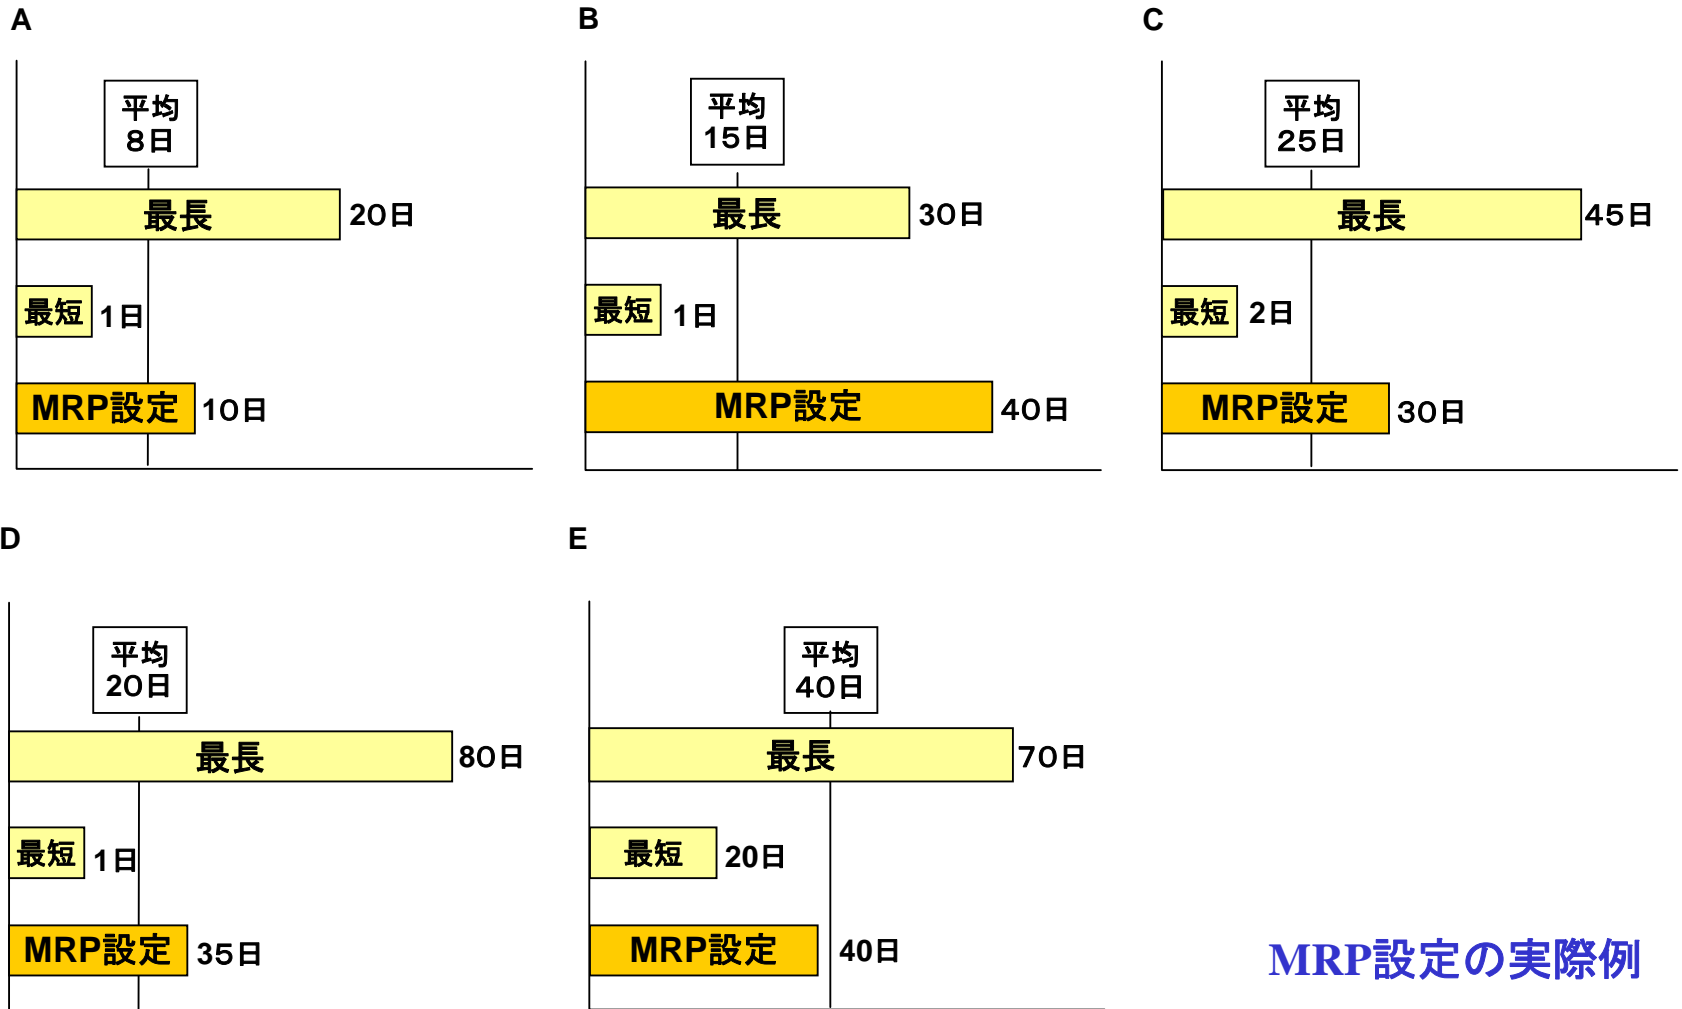 A
平均
8日
最長
20日
最短
1日
MRP設定
10日
B
平均
15日
最長
30日
最短
1日
MRP設定
40日
C
平均
25日
最長
45日
最短
2日
MRP設定
30日
D
平均
20日
最長
80日
最短
1日
MRP設定
35日
E
平均
40日
最長
70日
最短
20日
MRP設定
40日
MRP設定の実際例